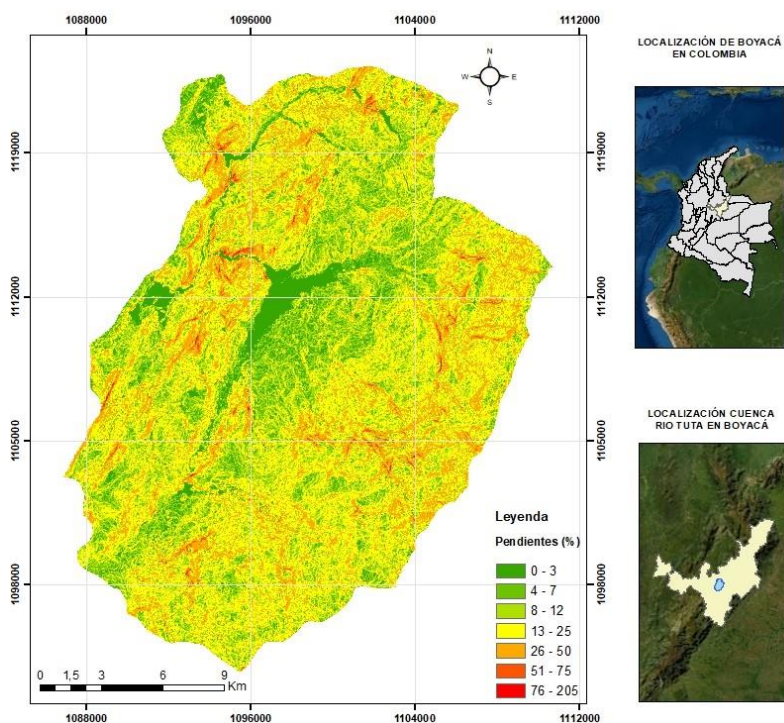 1088000
1096000
1104000
1112000
1119000
1112000
1105000
1098000
1119000
1112000
1105000
1098000
N
W
E
S
Leyenda
Pendientes (%)
0 - 3
4 - 7
8 - 12
13 - 25
26 - 50
51 - 75
76 - 205
0 1,5 3 6 9
Km
1088000
1096000
1104000
1112000
LOCALIZACIÓN DE BOYACÁ
EN COLOMBIA
LOCALIZACIÓN CUENCA
RIO TUTA EN BOYACÁ